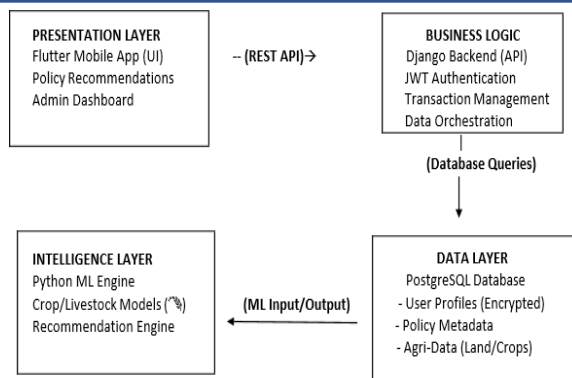 PRESENTATION LAYER
Flutter Mobile App (UI)
Policy Recommendations
Admin Dashboard
-- (REST API)→
BUSINESS LOGIC
Django Backend (API)
JWT Authentication
Transaction Management
Data Orchestration
(Database Queries)
INTELLIGENCE LAYER
Python ML Engine
Crop/Livestock Models ( )
Recommendation Engine
(ML Input/Output)
DATA LAYER
PostgreSQL Database
- User Profiles (Encrypted)
- Policy Metadata
- Agri-Data (Land/Crops)